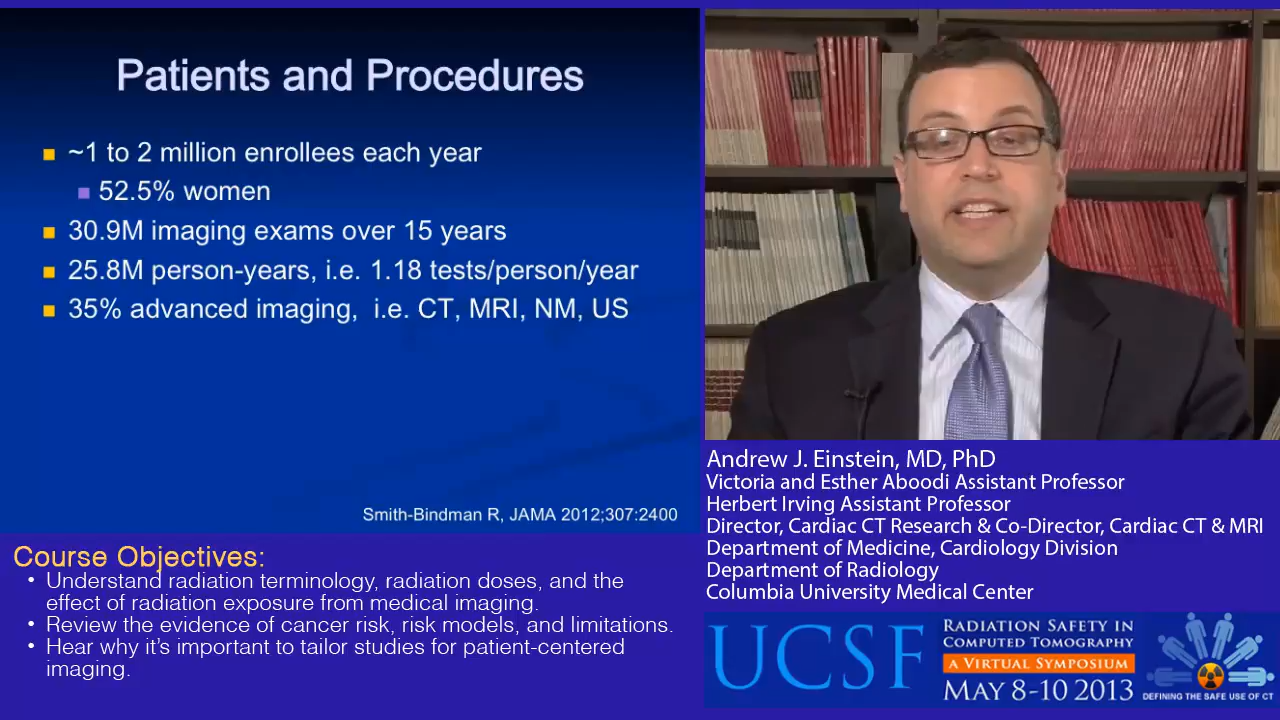 Patients and Procedures
~1 to 2 million enrollees each year
52.5% women
30.9M imaging exams over 15 years
25.8M person-years, i.e. 1.18 tests/person/year
35% advanced imaging,  i.e. CT, MRI, NM, US
Smith-Bindman R, JAMA 2012;307:2400
Course Objectives:
• Understand radiation terminology, radiation doses, and the
effect of radiation exposure from medical imaging.
• Review the evidence of cancer risk, risk models, and limitations.
• Hear why it's important to tailor studies for patient-centered
imaging.
Andrew J. Einstein, MD, PhD
Victoria and Esther Aboodi Assistant Professor
Herbert Irving Assistant Professor
Director, Cardiac CT Research & Co-Director, Cardiac CT & MRI
Department of Medicine, Cardiology Division
Department of Radiology
Columbia University Medical Center
UCSF
Radiation Safety in
Computed Tomography
a Virtual Symposium
May 8-10 2013
DEFINING THE SAFE USE OF CT